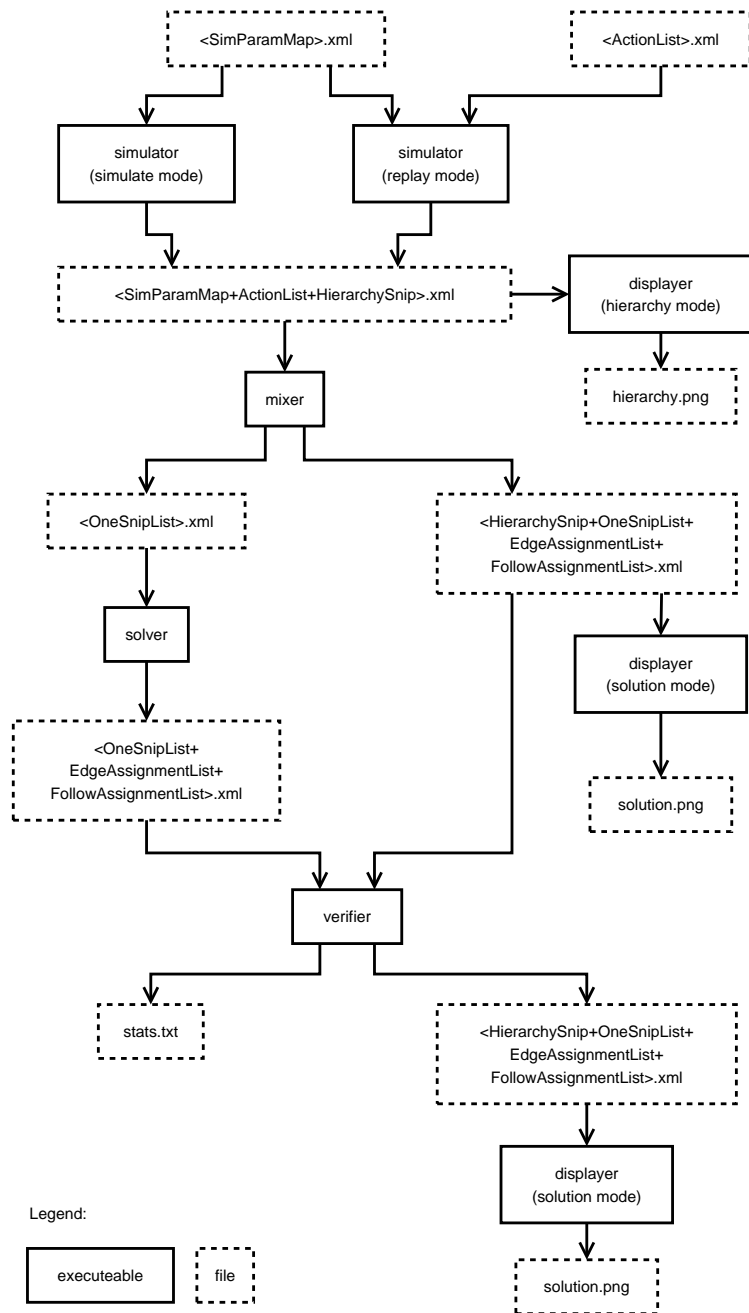 <SimParamMap>.xml
<ActionList>.xml
simulator
(simulate mode)
simulator
(replay mode)
<SimParamMap+ActionList+HierarchySnip>.xml
displayer
(hierarchy mode)
hierarchy.png
mixer
<OneSnipList>.xml
<HierarchySnip+OneSnipList+
EdgeAssignmentList+
FollowAssignmentList>.xml
solver
displayer
(solution mode)
<OneSnipList+
EdgeAssignmentList+
FollowAssignmentList>.xml
solution.png
verifier
stats.txt
<HierarchySnip+OneSnipList+
EdgeAssignmentList+
FollowAssignmentList>.xml
displayer
(solution mode)
Legend:
executeable
file
solution.png